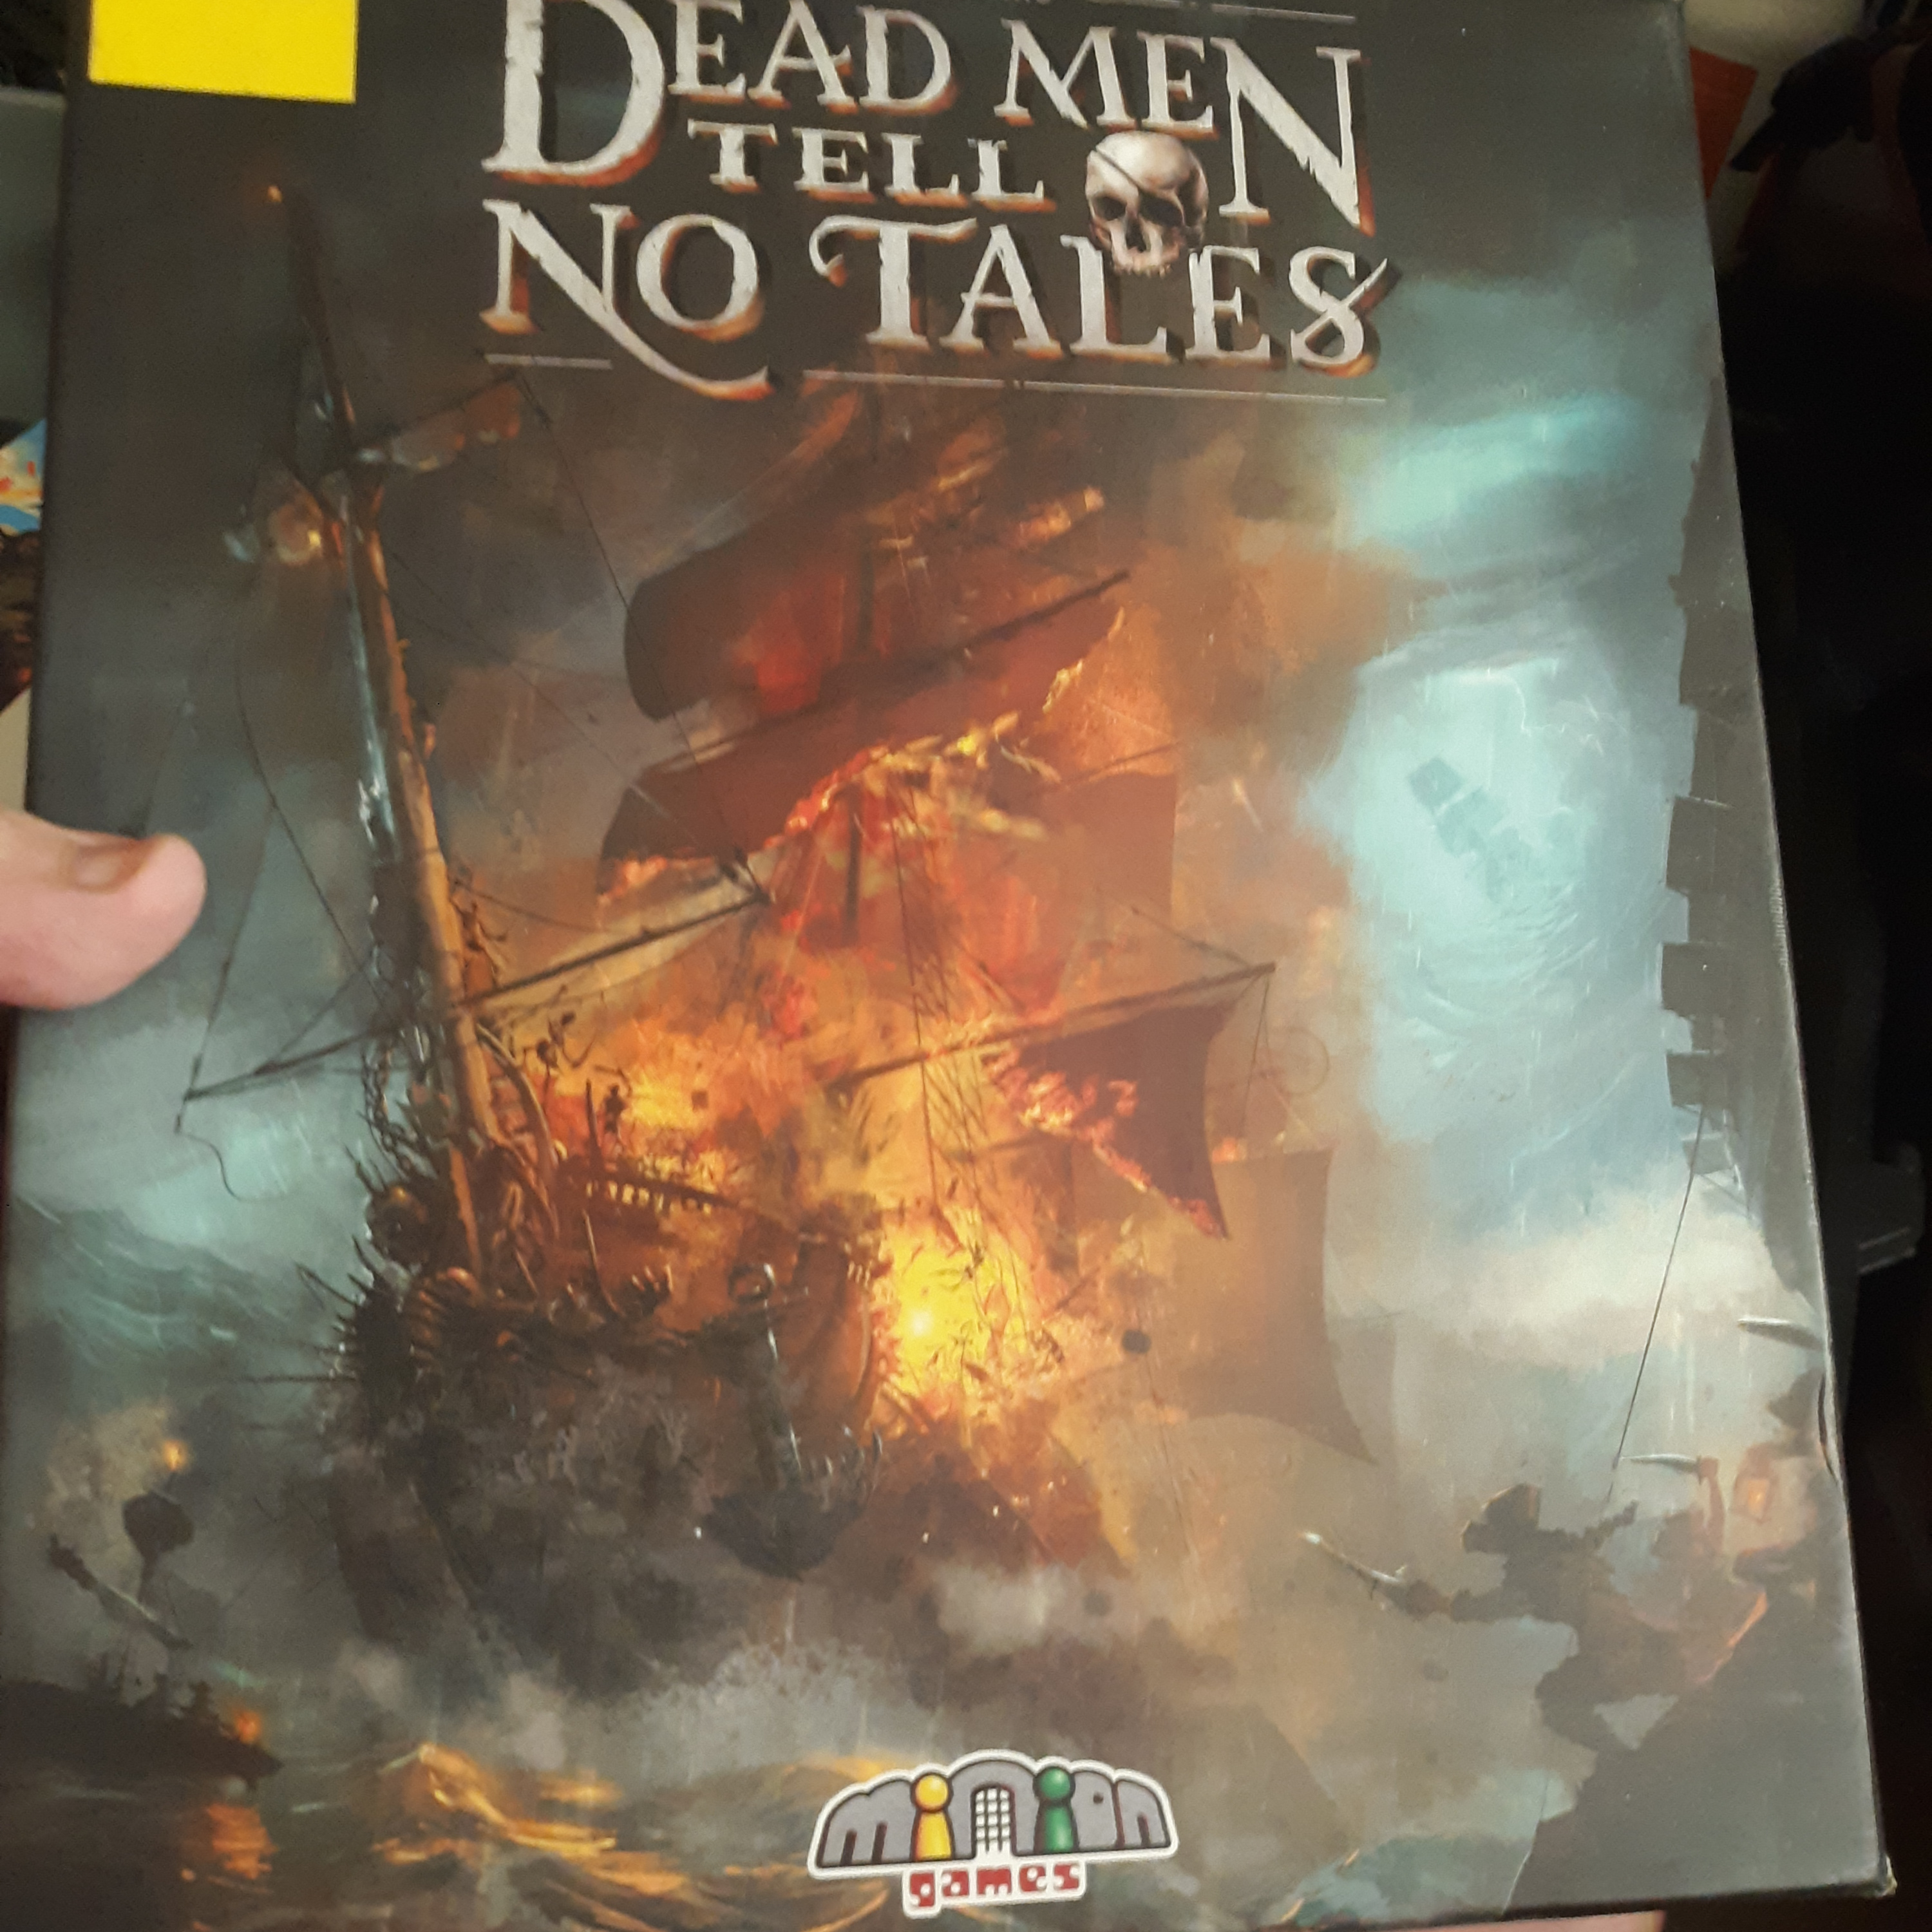 DEAD MEN
TELL
NO TALES
minion
games